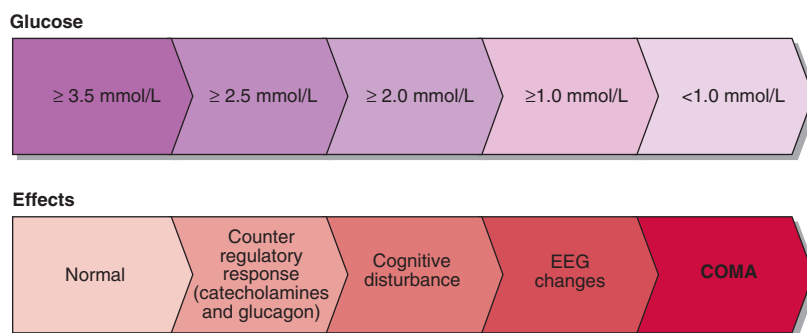 Glucose
≥ 3.5 mmol/L
≥ 2.5 mmol/L
≥ 2.0 mmol/L
≥1.0 mmol/L
<1.0 mmol/L
Effects
Normal
Counter
regulatory
response
(catecholamines
and glucagon)
Cognitive
disturbance
EEG
changes
COMA